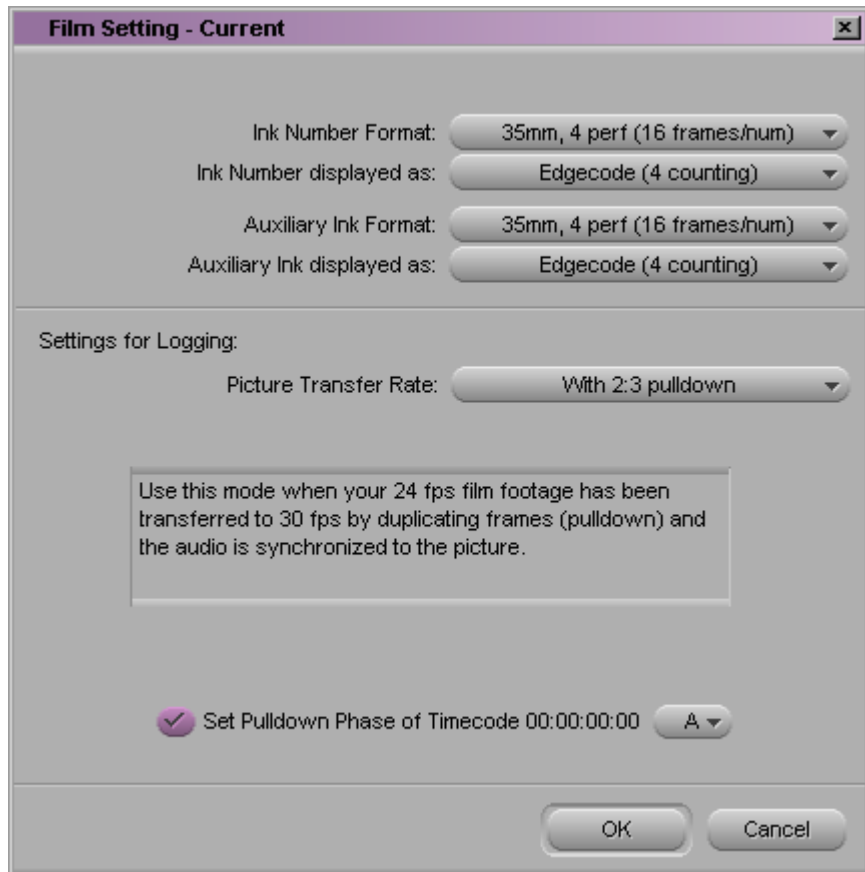 Film Setting - Current
Ink Number Format: 35mm, 4 perf (16 frames/num)
Ink Number displayed as: Edgecode (4 counting)
Auxiliary Ink Format: 35mm, 4 perf (16 frames/num)
Auxiliary Ink displayed as: Edgecode (4 counting)
Settings for Logging:
Picture Transfer Rate: With 2:3 pulldown
Use this mode when your 24 fps film footage has been
transferred to 30 fps by duplicating frames (pulldown) and
the audio is synchronized to the picture.
Set Pulldown Phase of Timecode 00:00:00:00 A
OK Cancel